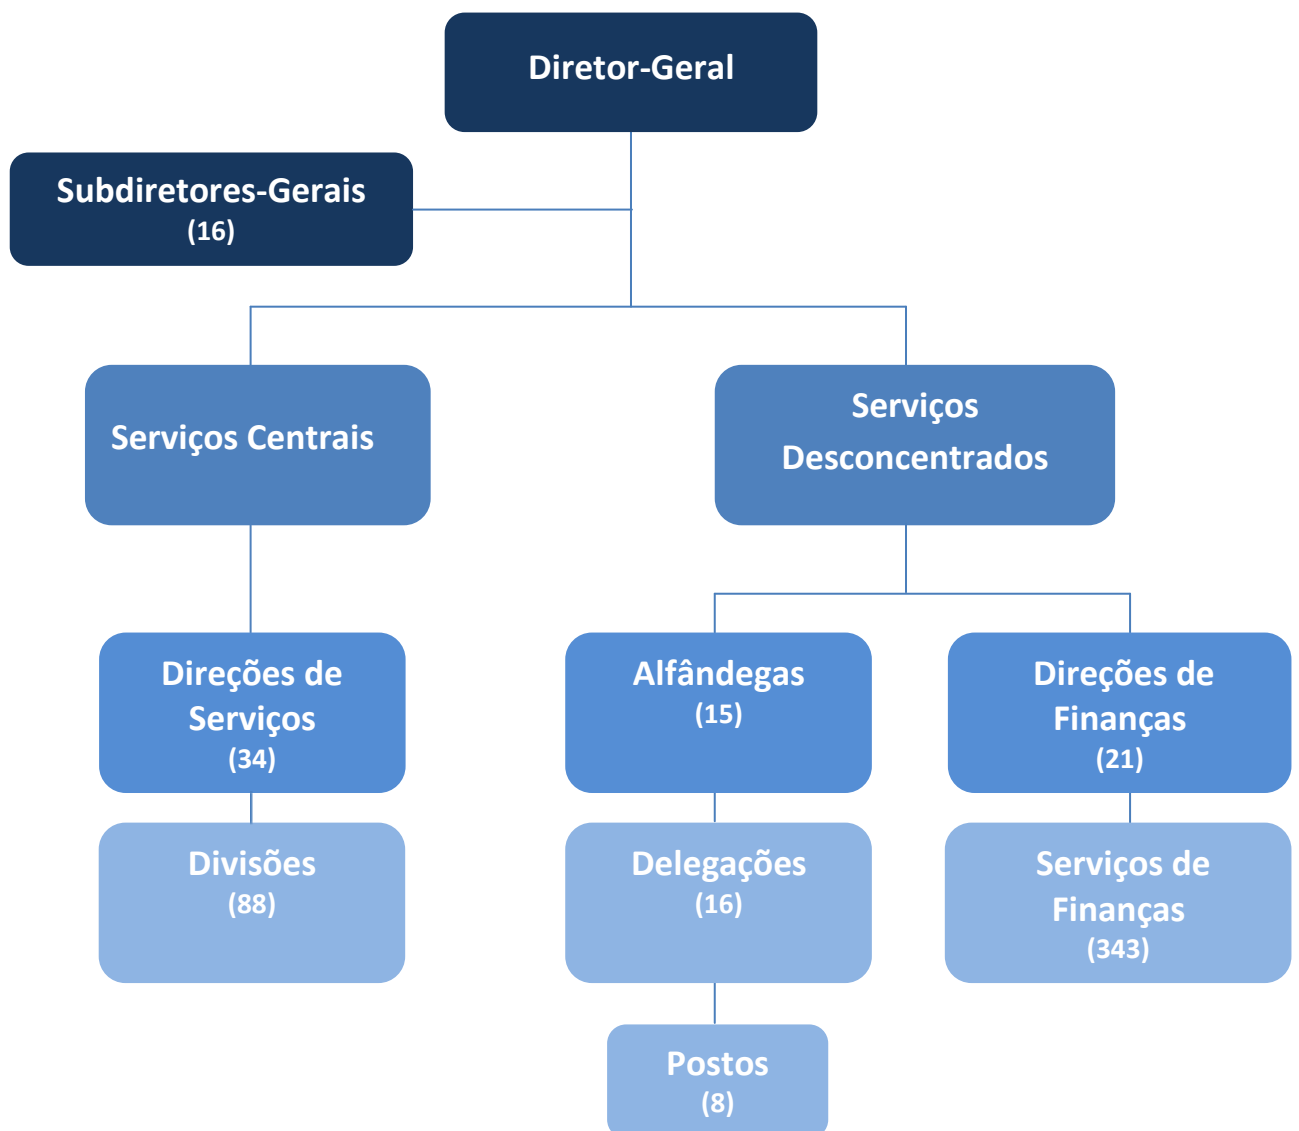 Diretor-Geral
Subdiretores-Gerais
(16)
Serviços Centrais
Serviços
Desconcentrados
Direções de
Serviços
(34)
Alfândegas
(15)
Direções de
Finanças
(21)
Divisões
(88)
Delegações
(16)
Serviços de
Finanças
(343)
Postos
(8)